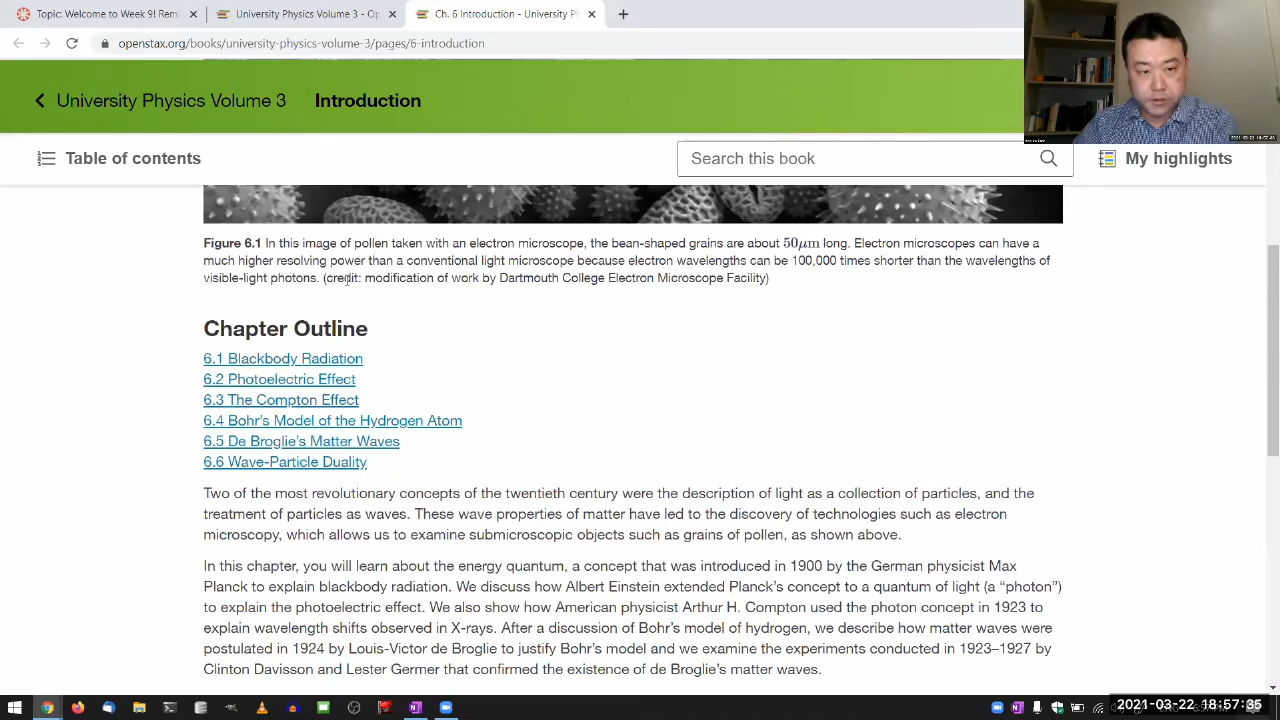 Topic: Welcome to Week 9! Remi
University Physics Volume 3 - Op
Ch. 6 Introduction - University Ph
openstax.org/books/university-physics-volume-3/pages/6-introduction
University Physics Volume 3 Introduction
Table of contents
Search this book
My highlights
Figure 6.1 In this image of pollen taken with an electron microscope, the bean-shaped grains are about 50μm long. Electron microscopes can have a
much higher resolving power than a conventional light microscope because electron wavelengths can be 100,000 times shorter than the wavelengths of
visible-light photons. (credit: modification of work by Dartmouth College Electron Microscope Facility)
Chapter Outline
6.1 Blackbody Radiation
6.2 Photoelectric Effect
6.3 The Compton Effect
6.4 Bohr’s Model of the Hydrogen Atom
6.5 De Broglie’s Matter Waves
6.6 Wave-Particle Duality
Two of the most revolutionary concepts of the twentieth century were the description of light as a collection of particles, and the
treatment of particles as waves. These wave properties of matter have led to the discovery of technologies such as electron
microscopy, which allows us to examine submicroscopic objects such as grains of pollen, as shown above.
In this chapter, you will learn about the energy quantum, a concept that was introduced in 1900 by the German physicist Max
Planck to explain blackbody radiation. We discuss how Albert Einstein extended Planck’s concept to a quantum of light (a “photon”)
to explain the photoelectric effect. We also show how American physicist Arthur H. Compton used the photon concept in 1923 to
explain wavelength shifts observed in X-rays. After a discussion of Bohr’s model of hydrogen, we describe how matter waves were
postulated in 1924 by Louis-Victor de Broglie to justify Bohr’s model and we examine the experiments conducted in 1923–1927 by
Clinton Davisson and Lester Germer that confirmed the existence of de Broglie’s matter waves.
2021-03-22 18:57:35